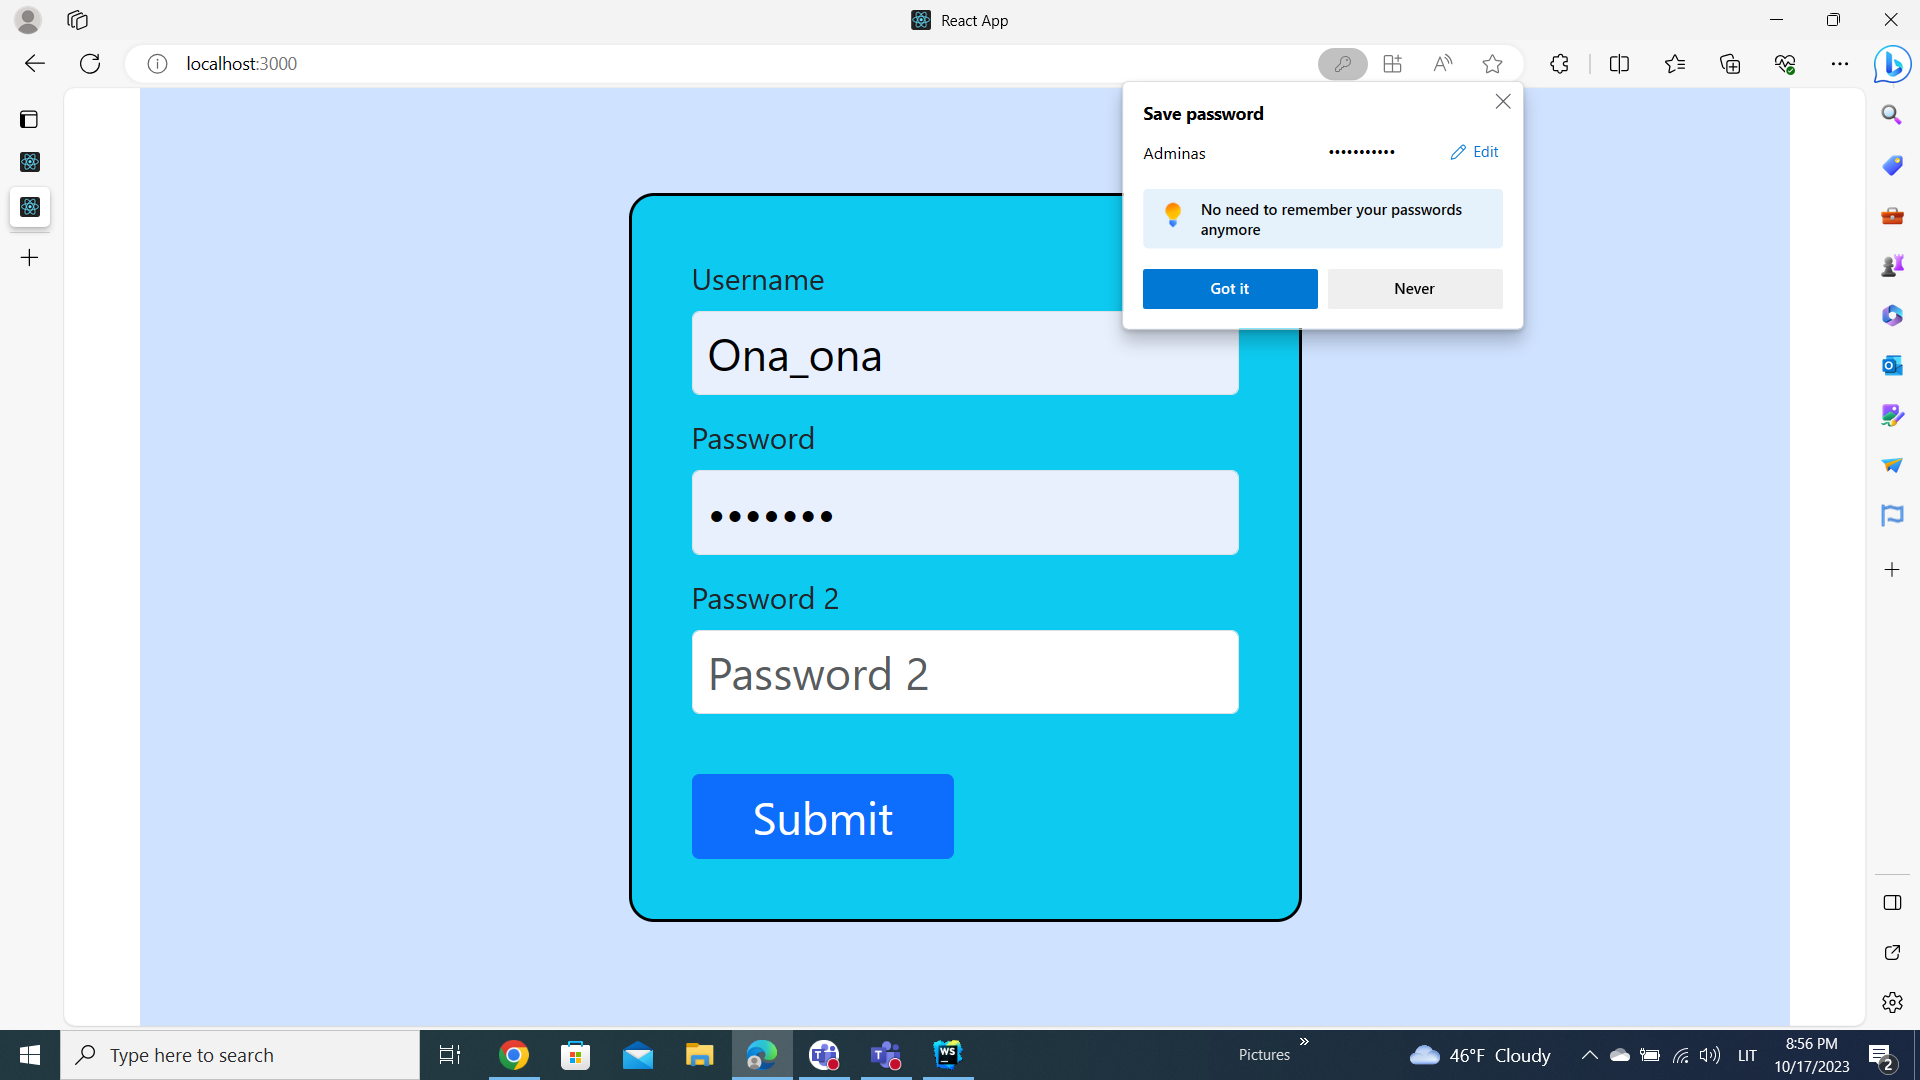 React App
localhost:3000
Save password
Adminas ••••••••••• Edit
No need to remember your passwords
anymore
Got it Never
Username
Ona_ona
Password
•••••••
Password 2
Password 2
Submit
Type here to search
WS
Pictures
46°F Cloudy
LIT
8:56 PM
10/17/2023
2